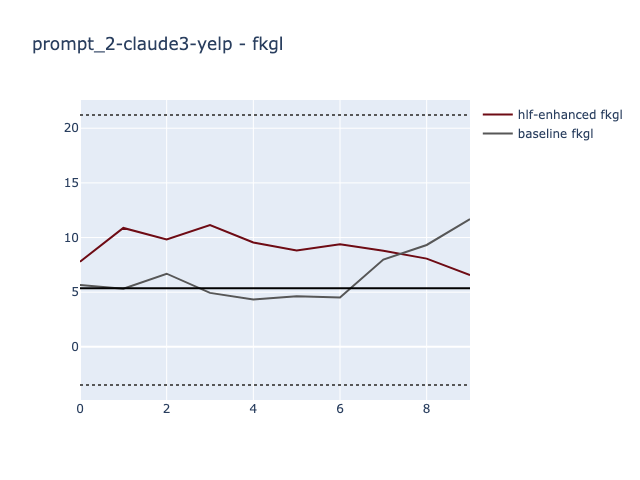 prompt_2-claude3-yelp - fkgl
hlf-enhanced fkgl
baseline fkgl
20
15
10
5
0
0 2 4 6 8